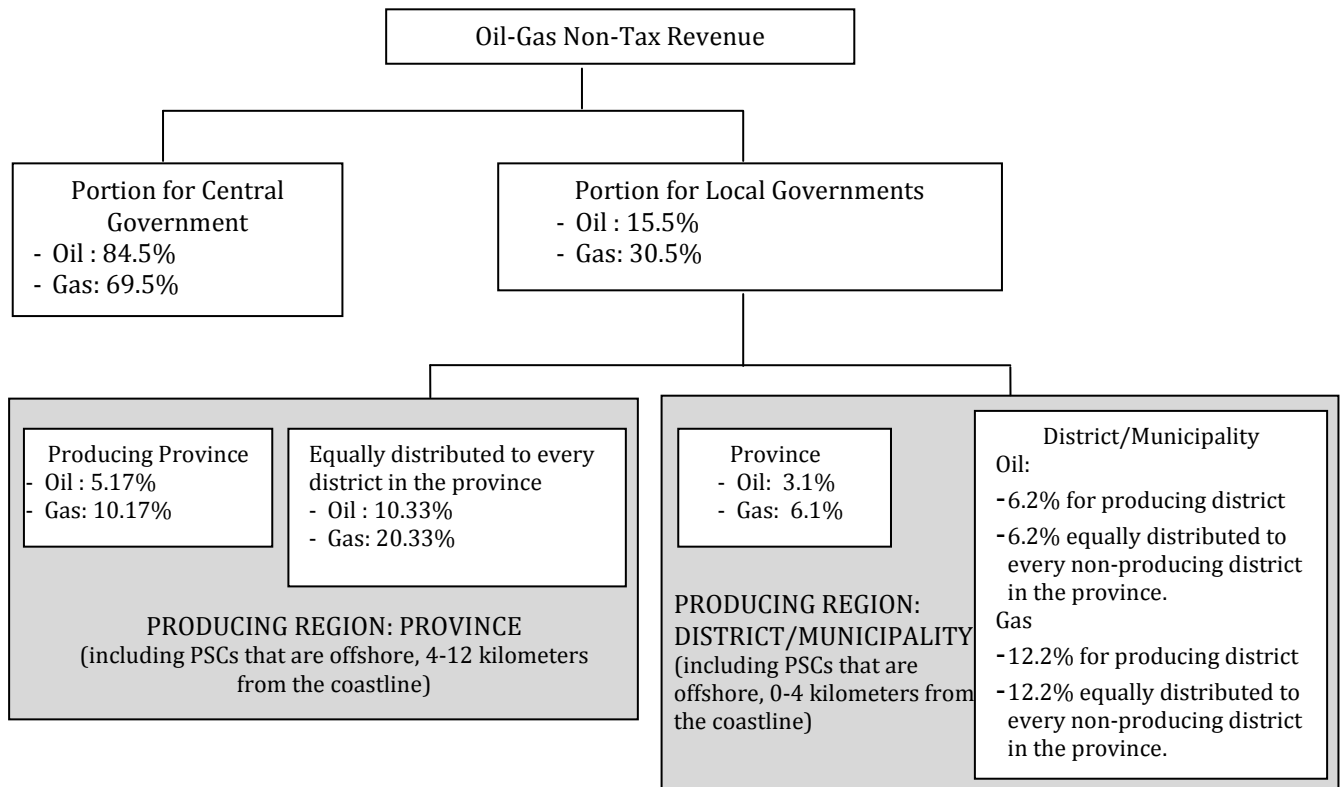 Oil-Gas Non-Tax Revenue
Portion for Central
Government
- Oil : 84.5%
- Gas: 69.5%
Portion for Local Governments
- Oil : 15.5%
- Gas: 30.5%
Producing Province
- Oil : 5.17%
- Gas: 10.17%
Equally distributed to every
district in the province
- Oil : 10.33%
- Gas: 20.33%
PRODUCING REGION: PROVINCE
(including PSCs that are offshore, 4-12 kilometers
from the coastline)
Province
- Oil: 3.1%
- Gas: 6.1%
PRODUCING REGION:
DISTRICT/MUNICIPALITY
(including PSCs that are
offshore, 0-4 kilometers from
the coastline)
District/Municipality
Oil:
-6.2% for producing district
-6.2% equally distributed to
every non-producing district
in the province.
Gas
-12.2% for producing district
-12.2% equally distributed to
every non-producing district
in the province.